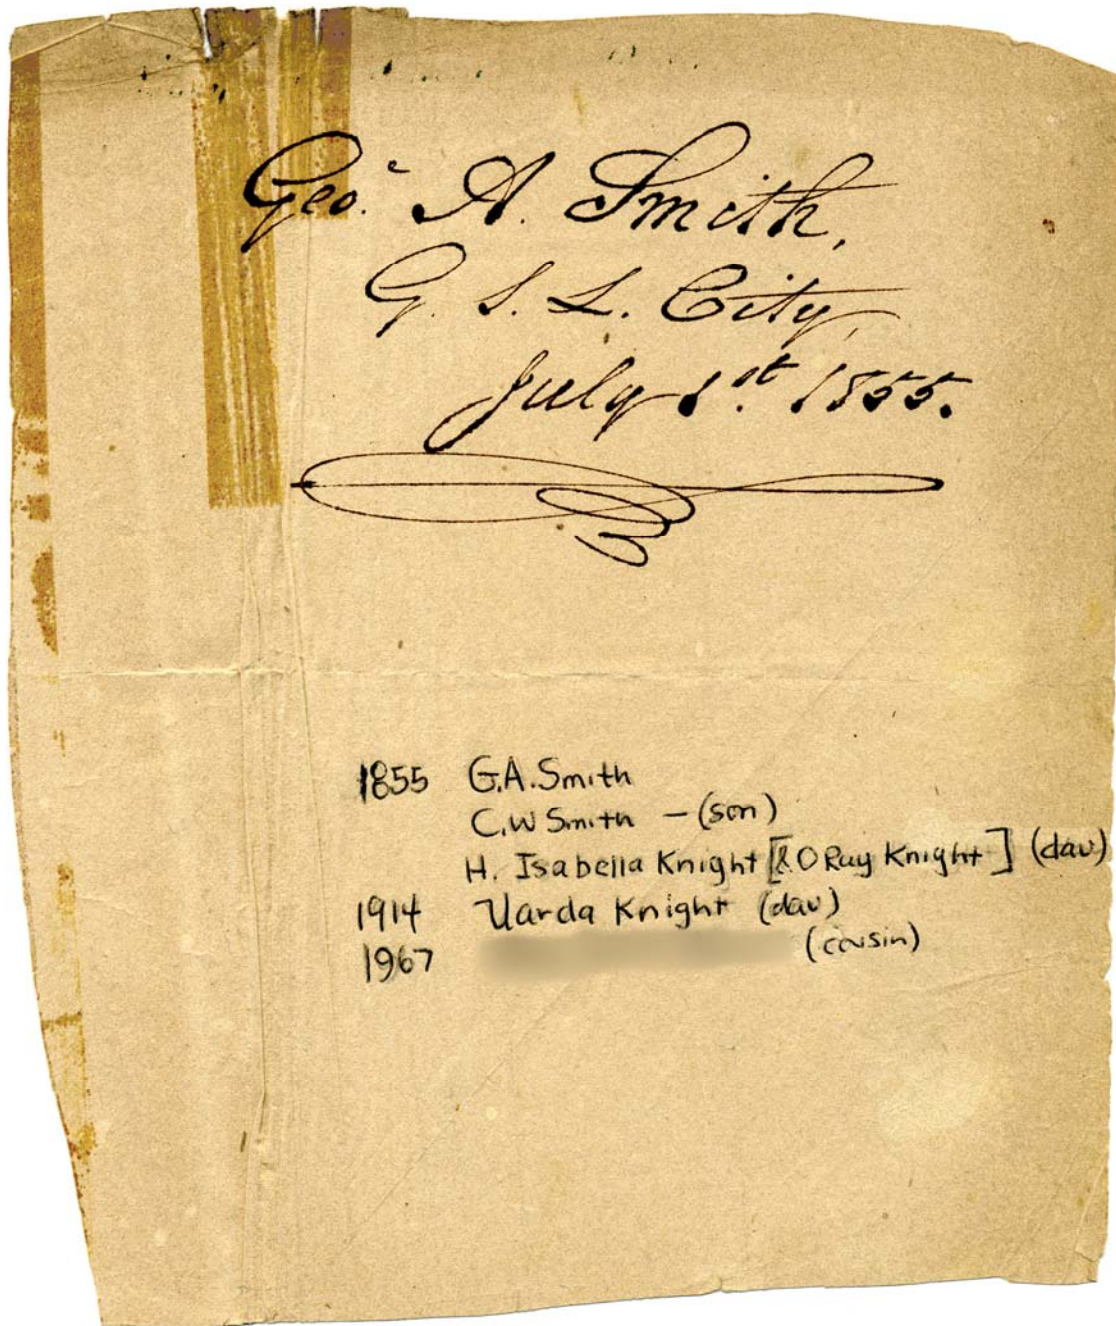 Geo. A. Smith,
G. S. L. City,
July 1st. 1855.
1855 G.A. Smith
C.W Smith – (son)
H. Isabella Knight [& O Ray Knight] (dau)
1914 Uarda Knight (dau)
1967 (cousin)